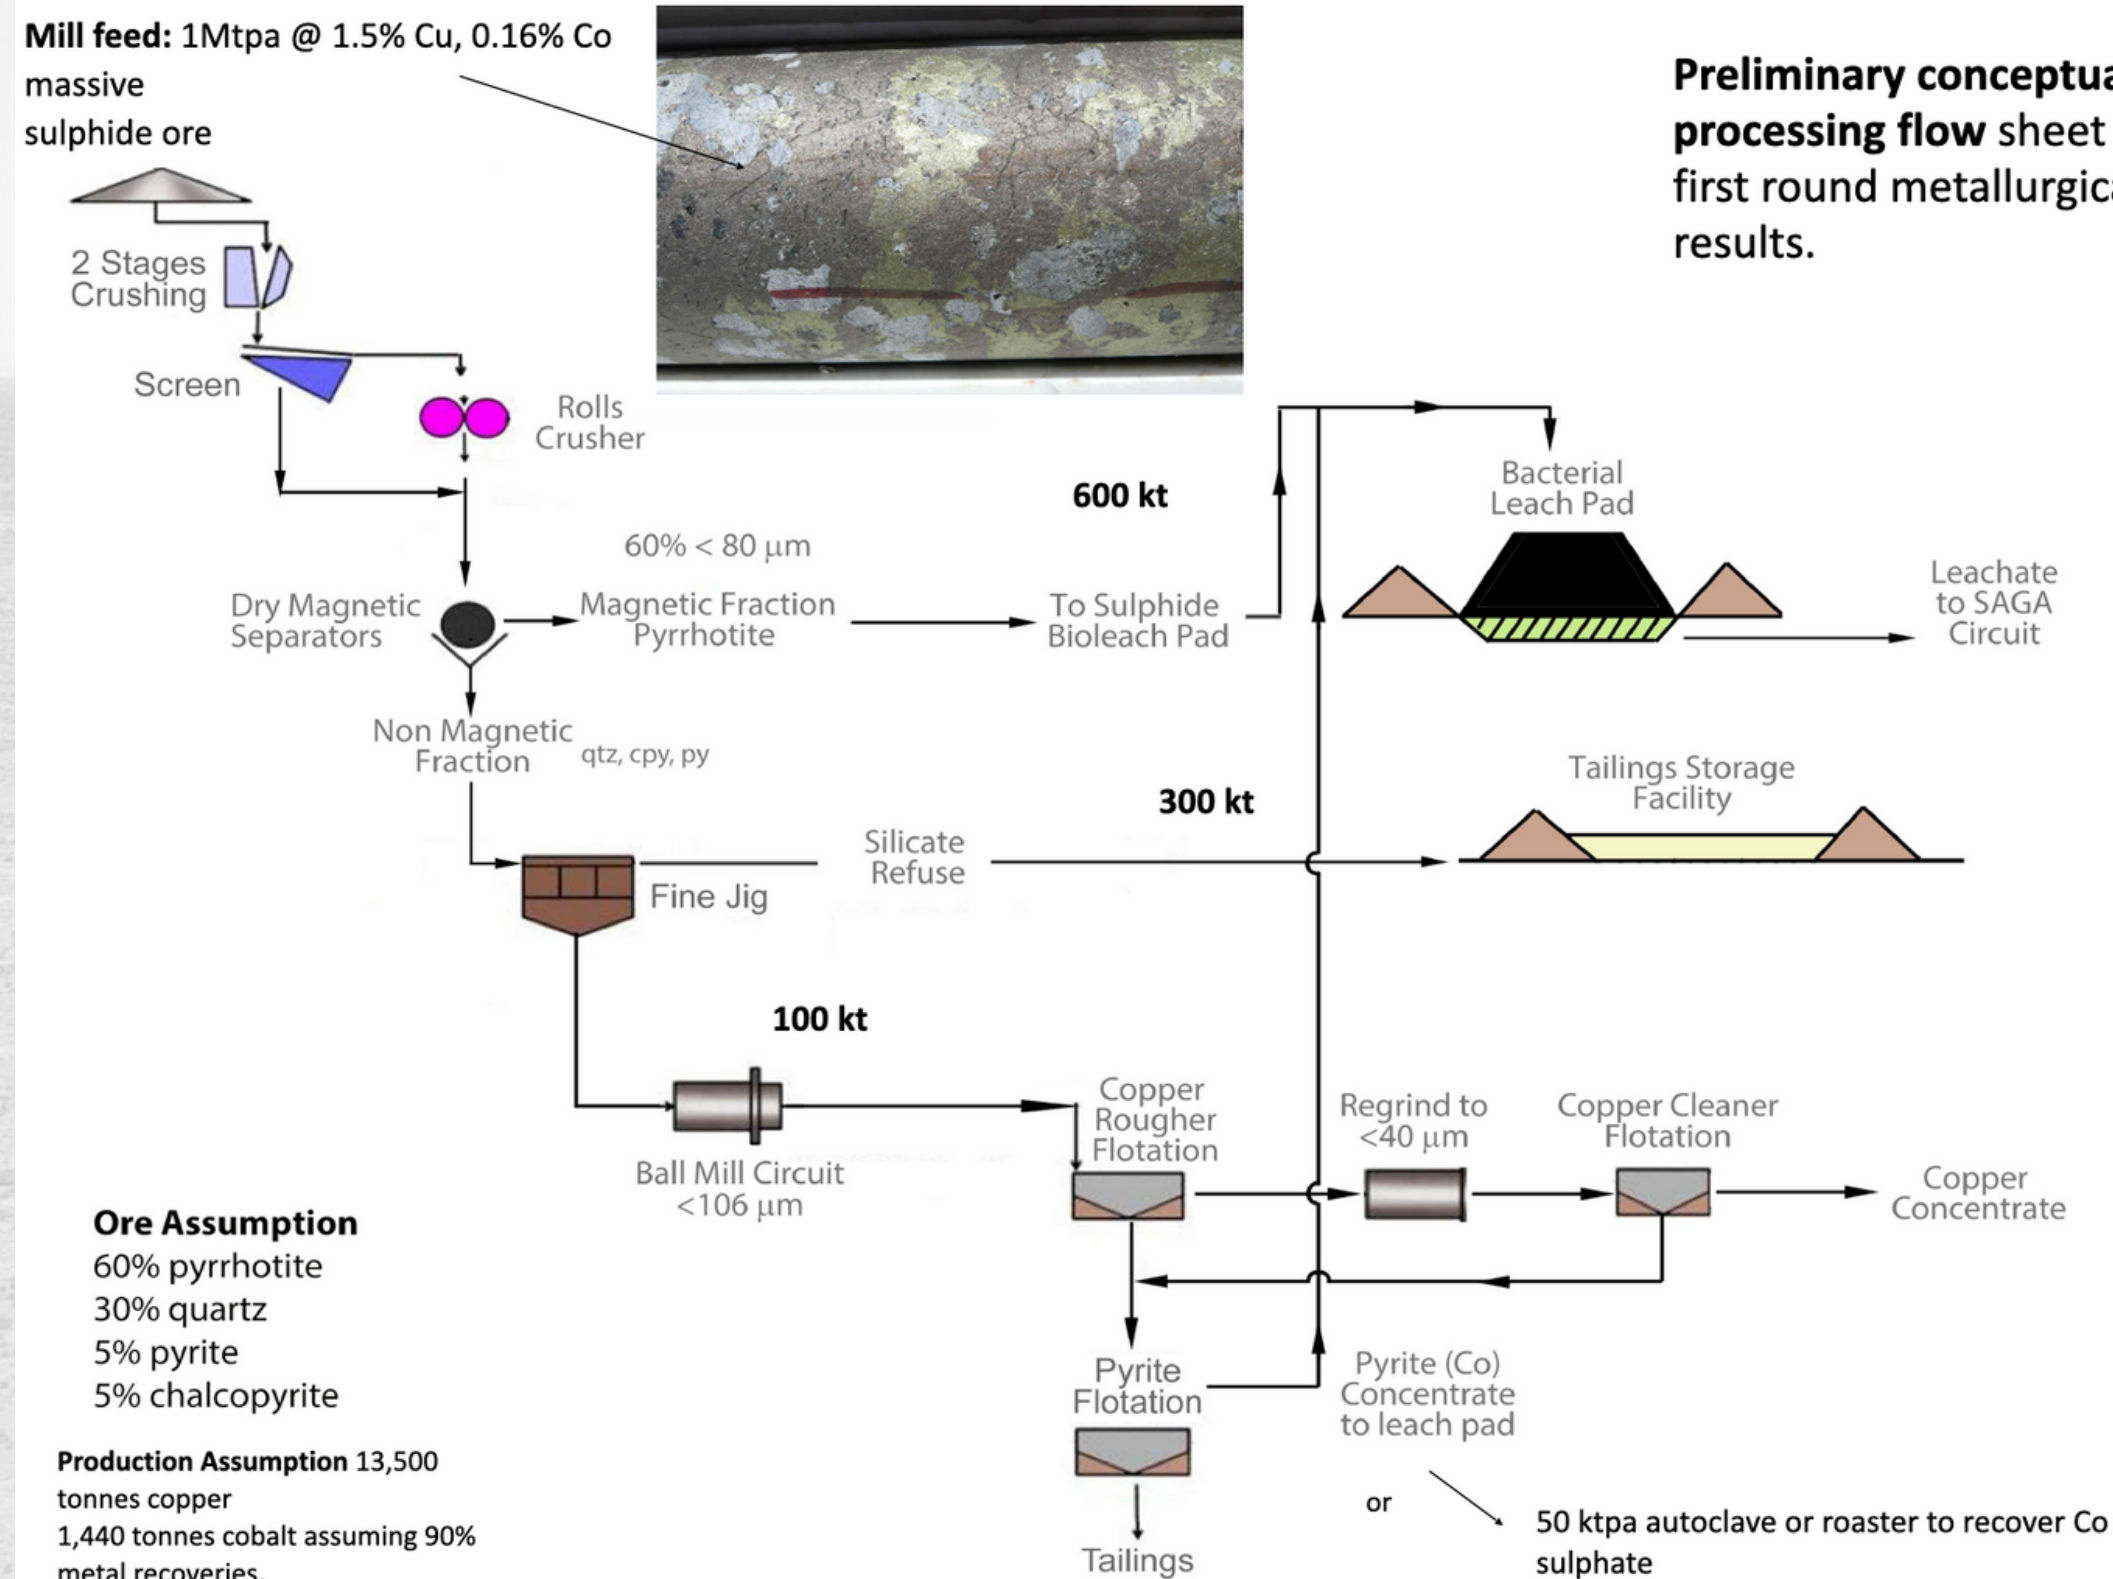 Mill feed: 1Mtpa @ 1.5% Cu, 0.16% Co
massive
sulphide ore
Preliminary conceptua
processing flow sheet
first round metallurgica
results.
2 Stages
Crushing
Screen
Rolls
Crusher
600 kt
Bacterial
Leach Pad
60% < 80 μm
Dry Magnetic
Separators
Magnetic Fraction
Pyrrhotite
To Sulphide
Bioleach Pad
Leachate
to SAGA
Circuit
Non Magnetic
Fraction
qtz, cpy, py
300 kt
Tailings Storage
Facility
Silicate
Refuse
Fine Jig
100 kt
Ball Mill Circuit
<106 μm
Copper
Rougher
Flotation
Regrind to
<40 μm
Copper Cleaner
Flotation
Copper
Concentrate
Ore Assumption
60% pyrrhotite
30% quartz
5% pyrite
5% chalcopyrite
Pyrite
Flotation
Pyrite (Co)
Concentrate
to leach pad
Production Assumption 13,500
tonnes copper
1,440 tonnes cobalt assuming 90%
metal recoveries.
or
50 ktpa autoclave or roaster to recover Co
sulphate
Tailings